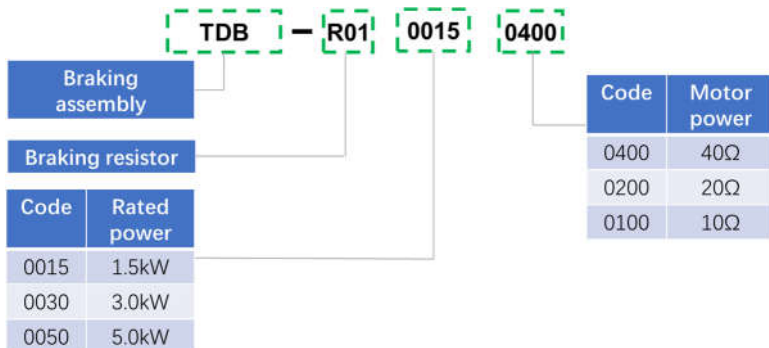 TDB – R01 0015 0400
Braking
assembly
Braking resistor
Code Rated
power
0015 1.5kW
0030 3.0kW
0050 5.0kW
Code Motor
power
0400 40Ω
0200 20Ω
0100 10Ω